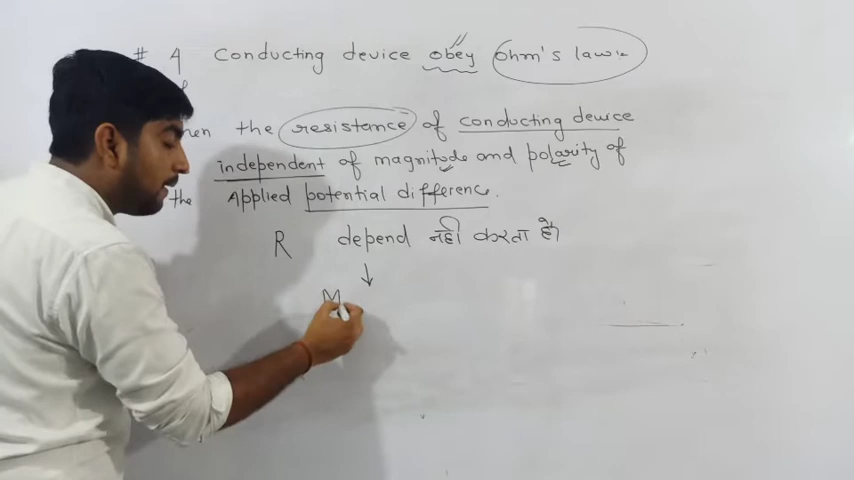 # 4 Conducting device obey ohm's law :-
the resistance of conducting device
independent of magnitude and polarity of
the Applied potential difference.
R depend नही करता है
↓
M